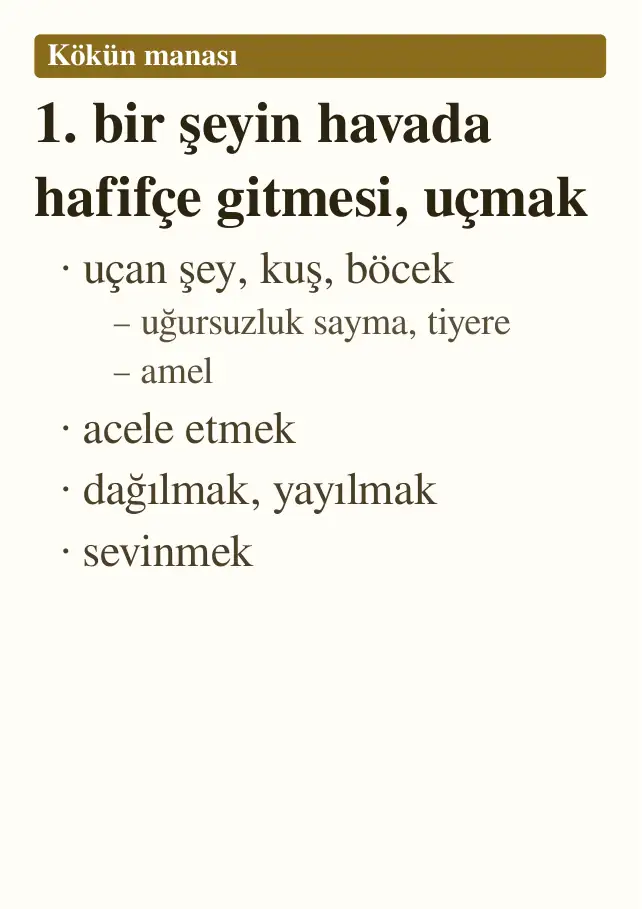 Kökün manası
1. bir şeyin havada
hafifçe gitmesi, uçmak
· uçan şey, kuş, böcek
– uğursuzluk sayma, tiyere
– amel
· acele etmek
· dağılmak, yayılmak
· sevinmek